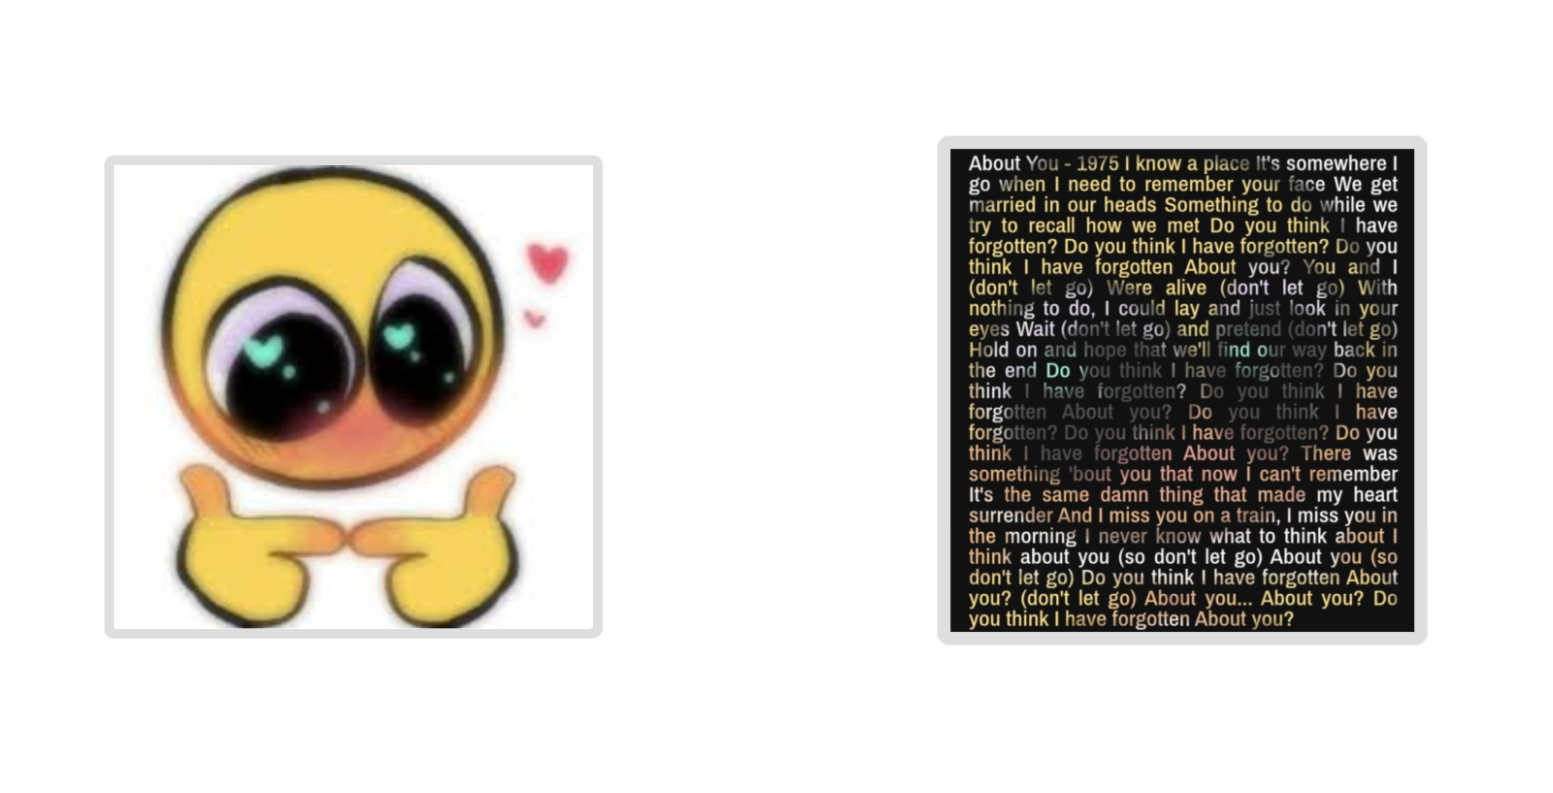 About You - 1975 I know a place It's somewhere I
go when I need to remember your face We get
married in our heads Something to do while we
try to recall how we met Do you think I have
forgotten? Do you think I have forgotten? Do you
think I have forgotten About you? You and I
(don't let go) Were alive (don't let go) With
nothing to do, I could lay and just look in your
eyes Wait (don't let go) and pretend (don't let go)
Hold on and hope that we'll find our way back in
the end Do you think I have forgotten? Do you
think I have forgotten? Do you think I have
forgotten About you? Do you think I have
forgotten? Do you think I have forgotten? Do you
think I have forgotten About you? There was
something 'bout you that now I can't remember
It's the same damn thing that made my heart
surrender And I miss you on a train, I miss you in
the morning I never know what to think about I
think about you (so don't let go) About you (so
don't let go) Do you think I have forgotten About
you? (don't let go) About you... About you? Do
you think I have forgotten About you?